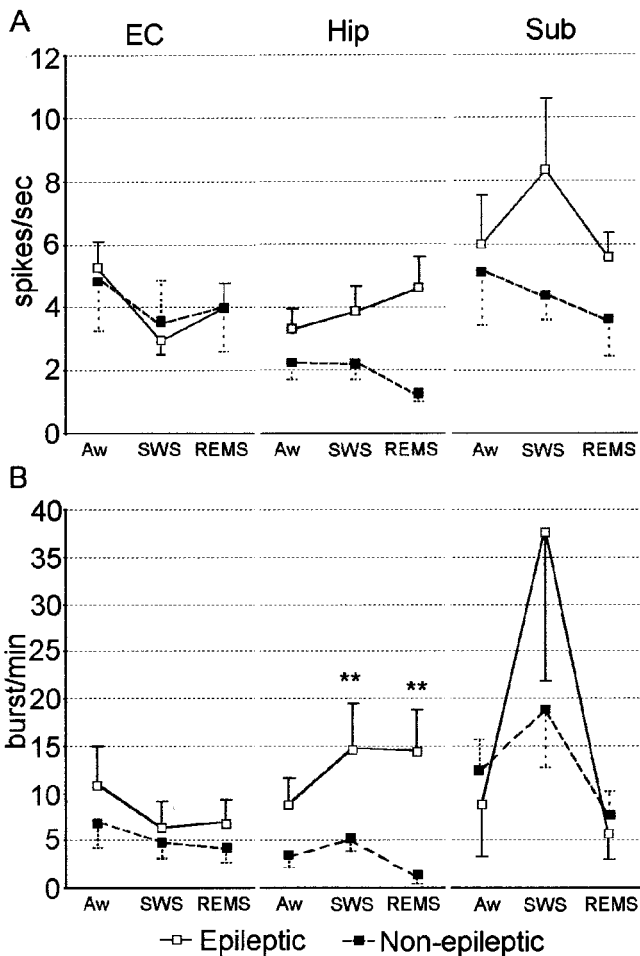 A
EC Hip Sub
12
10
8
6
4
2
0
spikes/sec
Aw SWS REMS Aw SWS REMS Aw SWS REMS
B
40
35
30
25
20
15
10
5
0
burst/min
** **
Aw SWS REMS Aw SWS REMS Aw SWS REMS
Epileptic Non-epileptic